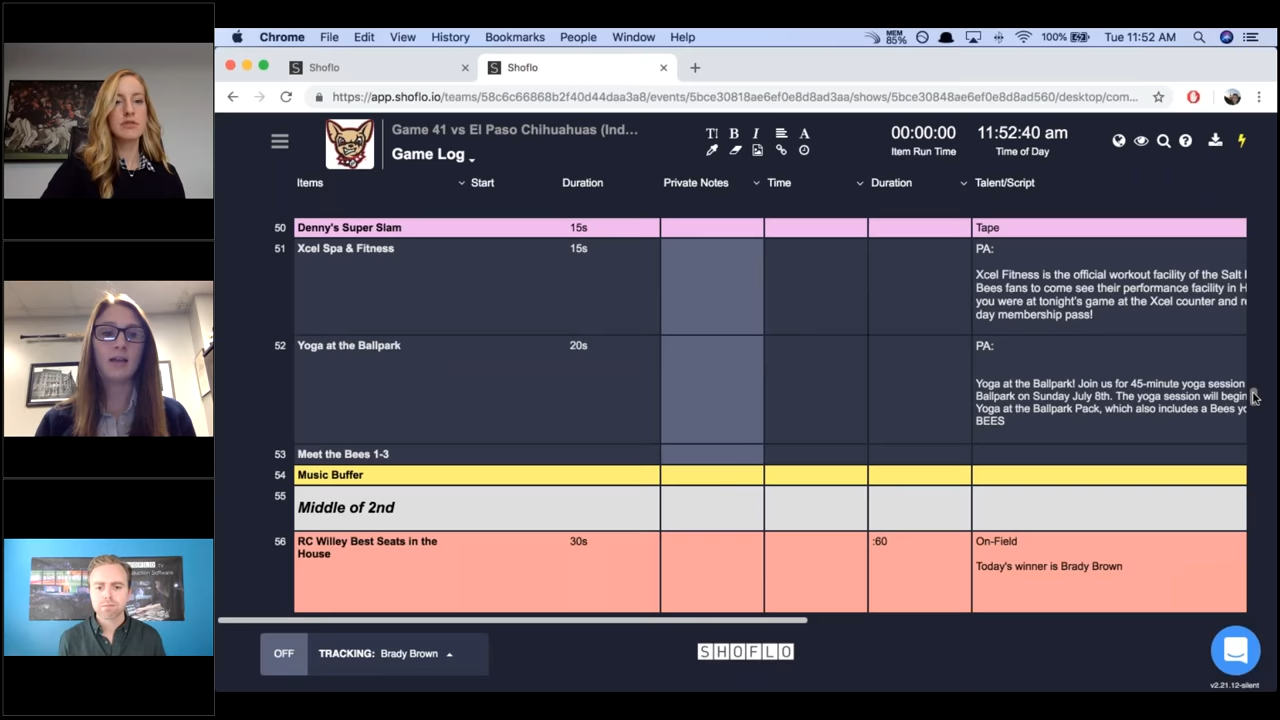 Chrome File Edit View History Bookmarks People Window Help MEM 85% 100% Tue 11:52 AM
Shoflo Shoflo
https://app.shoflo.io/teams/58c6c66868b2f40d44daa3a8/events/5bce30818ae6ef0e8d8ad3aa/shows/5bce30848ae6ef0e8d8ad560/desktop/com...
Game 41 vs El Paso Chihuahuas (Ind...
Game Log
T! B I A
00:00:00 11:52:40 am
Item Run Time Time of Day
Items Start Duration Private Notes Time Duration Talent/Script
50 Denny's Super Slam 15s Tape
51 Xcel Spa & Fitness 15s PA:
Xcel Fitness is the official workout facility of the Salt
Bees fans to come see their performance facility in H
you were at tonight's game at the Xcel counter and re
day membership pass!
52 Yoga at the Ballpark 20s PA:
Yoga at the Ballpark! Join us for 45-minute yoga session
Ballpark on Sunday July 8th. The yoga session will begin
Yoga at the Ballpark Pack, which also includes a Bees yo
BEES
53 Meet the Bees 1-3
54 Music Buffer
55 Middle of 2nd
56 RC Willey Best Seats in the 30s :60 On-Field
House
Today's winner is Brady Brown
OFF TRACKING: Brady Brown
SHOFLO
v2.21.12-silent
SHOFLO TV